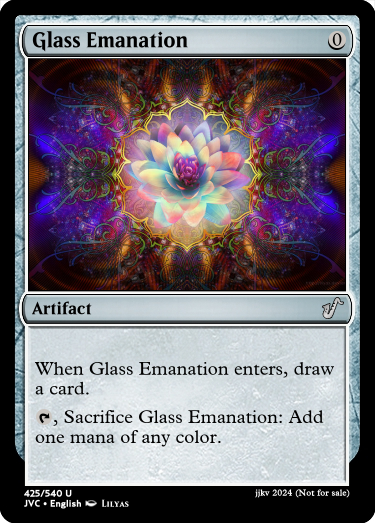 Glass Emanation 0
Artifact
When Glass Emanation enters, draw
a card.
, Sacrifice Glass Emanation: Add
one mana of any color.
425/540 U
JVC • English Lilyas
jjkv 2024 (Not for sale)